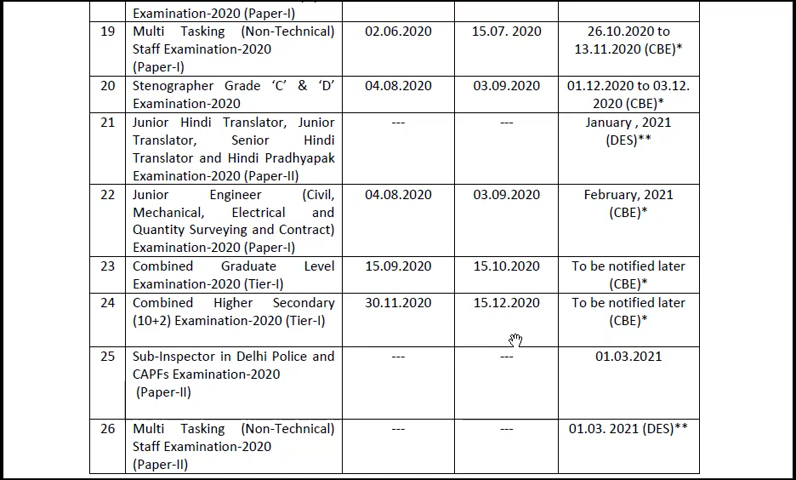 Examination-2020 (Paper-I)
19 Multi Tasking (Non-Technical) 02.06.2020 15.07. 2020 26.10.2020 to
Staff Examination-2020 13.11.2020 (CBE)*
(Paper-I)
20 Stenographer Grade ‘C’ & ‘D’ 04.08.2020 03.09.2020 01.12.2020 to 03.12.
Examination-2020 2020 (CBE)*
21 Junior Hindi Translator, Junior --- --- January , 2021
Translator, Senior Hindi (DES)**
Translator and Hindi Pradhyapak
Examination-2020 (Paper-II)
22 Junior Engineer (Civil, 04.08.2020 03.09.2020 February, 2021
Mechanical, Electrical and (CBE)*
Quantity Surveying and Contract)
Examination-2020 (Paper-I)
23 Combined Graduate Level 15.09.2020 15.10.2020 To be notified later
Examination-2020 (Tier-I) (CBE)*
24 Combined Higher Secondary 30.11.2020 15.12.2020 To be notified later
(10+2) Examination-2020 (Tier-I) (CBE)*
25 Sub-Inspector in Delhi Police and --- --- 01.03.2021
CAPFs Examination-2020
(Paper-II)
26 Multi Tasking (Non-Technical) --- --- 01.03. 2021 (DES)**
Staff Examination-2020
(Paper-II)